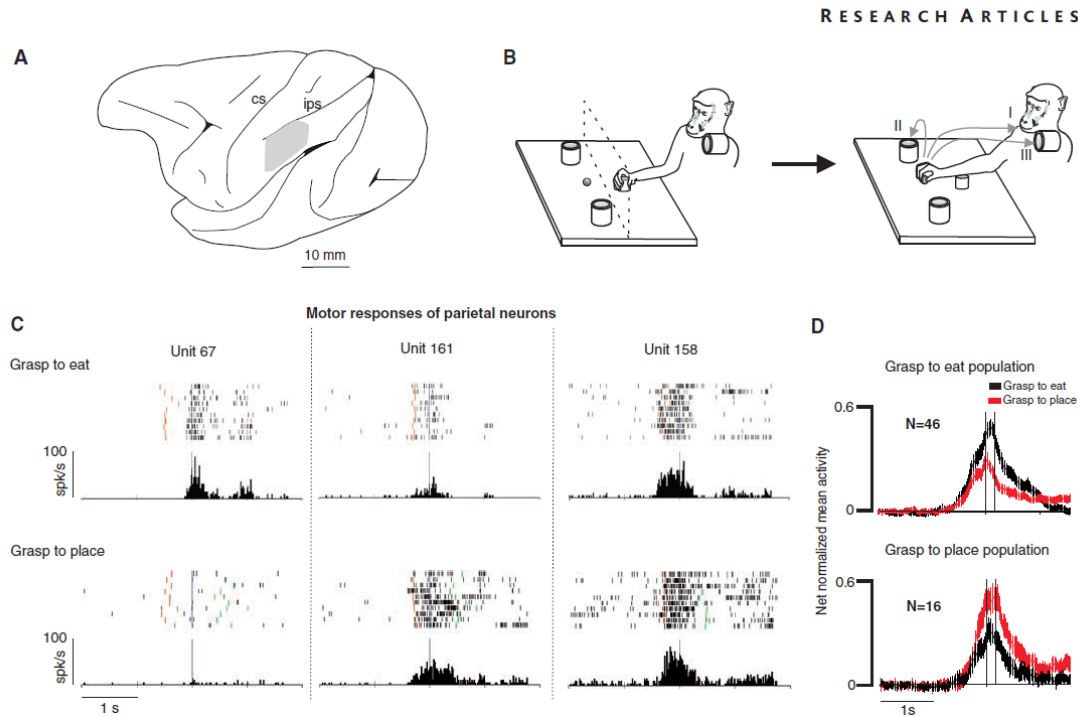 RESEARCH ARTICLES
A
cs
ips
10 mm
B
II
I
III
C
Motor responses of parietal neurons
Unit 67
Unit 161
Unit 158
Grasp to eat
100
spk/s
Grasp to place
100
spk/s
1 s
D
Grasp to eat population
Grasp to eat
Grasp to place
0.6
N=46
0
Net normalized mean activity
Grasp to place population
0.6
N=16
0
1s